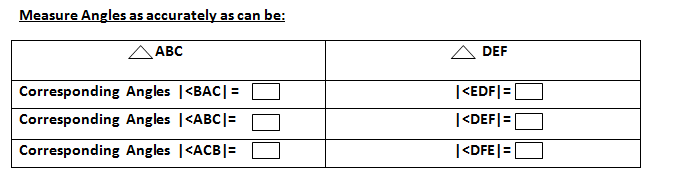 Measure Angles as accurately as can be:
ABC DEF
Corresponding Angles |<BAC| = |<EDF|=
Corresponding Angles |<ABC|= |<DEF|=
Corresponding Angles |<ACB|= |<DFE|=